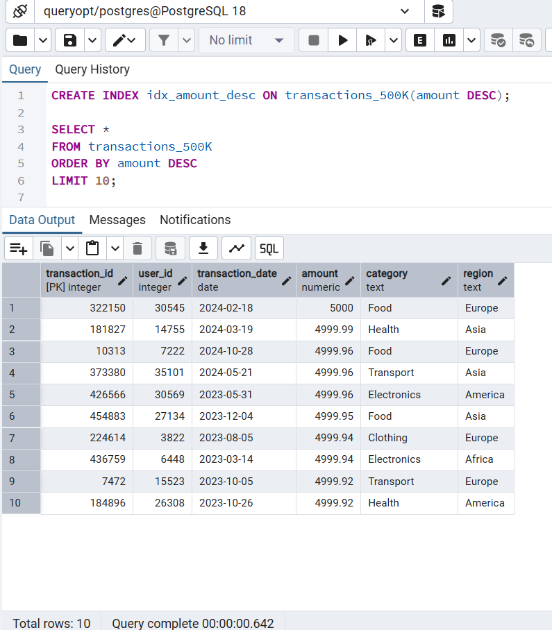 queryopt/postgres@PostgreSQL 18
No limit
E
Query Query History
1 CREATE INDEX idx_amount_desc ON transactions_500K(amount DESC);
2
3 SELECT *
4 FROM transactions_500K
5 ORDER BY amount DESC
6 LIMIT 10;
7
Data Output Messages Notifications
SQL
transaction_id user_id transaction_date amount category region
[PK] integer integer date numeric text text
1 322150 30545 2024-02-18 5000 Food Europe
2 181827 14755 2024-03-19 4999.99 Health Asia
3 10313 7222 2024-10-28 4999.96 Food Europe
4 373380 35101 2024-05-21 4999.96 Transport Asia
5 426566 30569 2023-05-31 4999.96 Electronics America
6 454883 27134 2023-12-04 4999.95 Food Asia
7 224614 3822 2023-08-05 4999.94 Clothing Europe
8 436759 6448 2023-03-14 4999.94 Electronics Africa
9 7472 15523 2023-10-05 4999.92 Transport Europe
10 184896 26308 2023-10-26 4999.92 Health America
Total rows: 10 Query complete 00:00:00.642